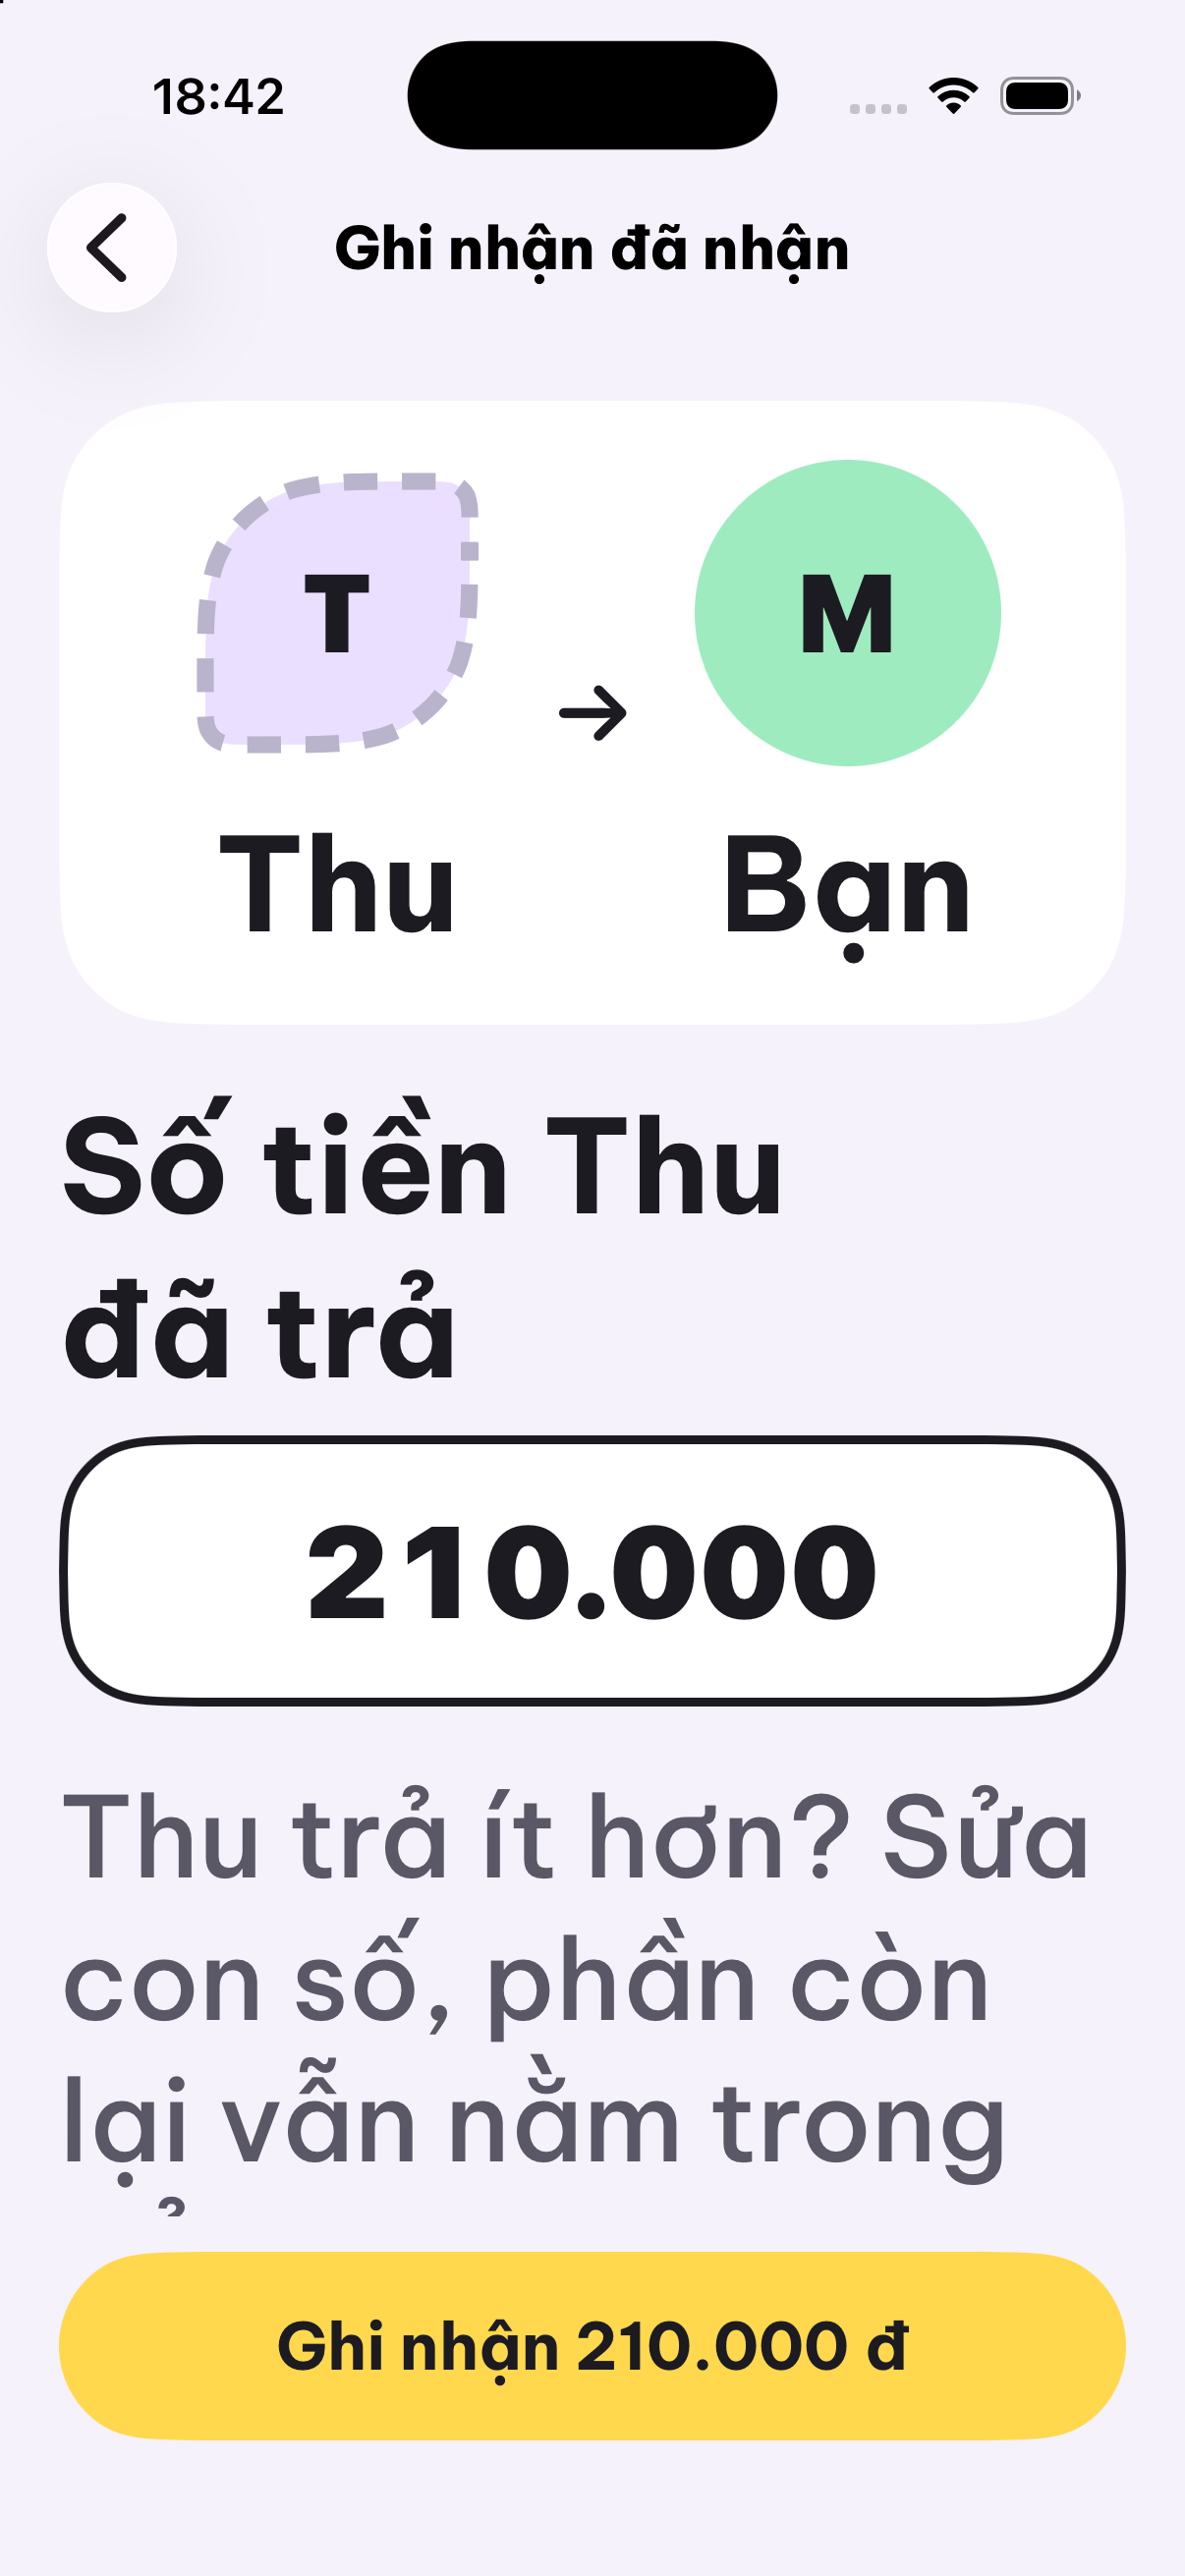 18:42
Ghi nhận đã nhận
T
M
Thu
Bạn
Số tiền Thu
đã trả
210.000
Thu trả ít hơn? Sửa
con số, phần còn
lại vẫn nằm trong
Ghi nhận 210.000 đ